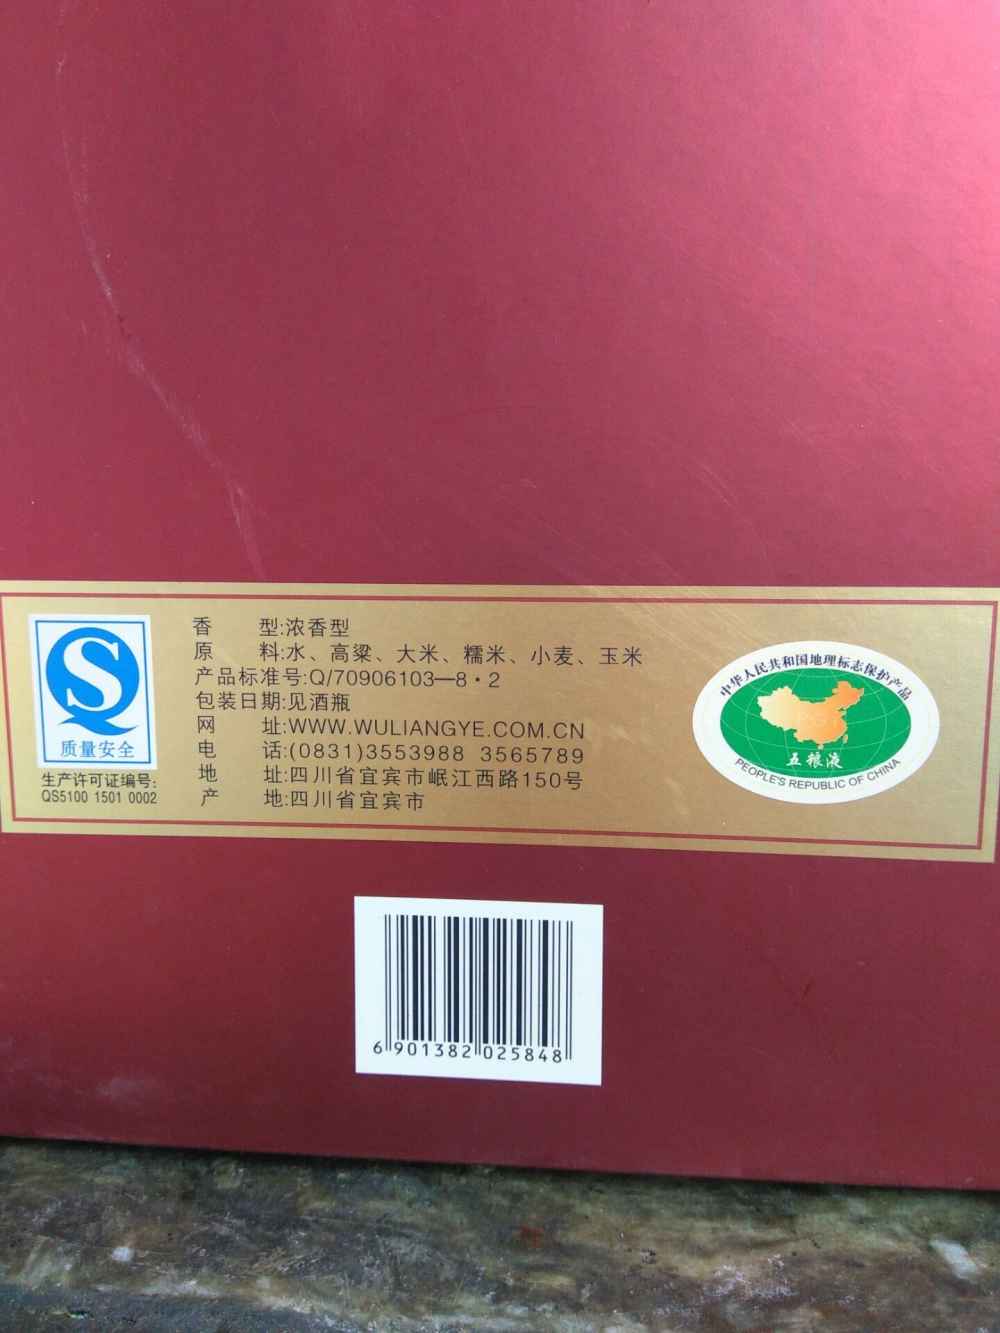 香 型:浓香型
原 料:水、高粱、大米、糯米、小麦、玉米
产品标准号:Q/70906103—8·2
包装日期:见酒瓶
网 址:WWW.WULIANGYE.COM.CN
电 话:(0831)3553988 3565789
地 址:四川省宜宾市岷江西路150号
产 地:四川省宜宾市
S
质量安全
生产许可证编号:
QS5100 1501 0002
中华人民共和国地理标志保护产品
五粮液
PEOPLE'S REPUBLIC OF CHINA
6 901382 025848